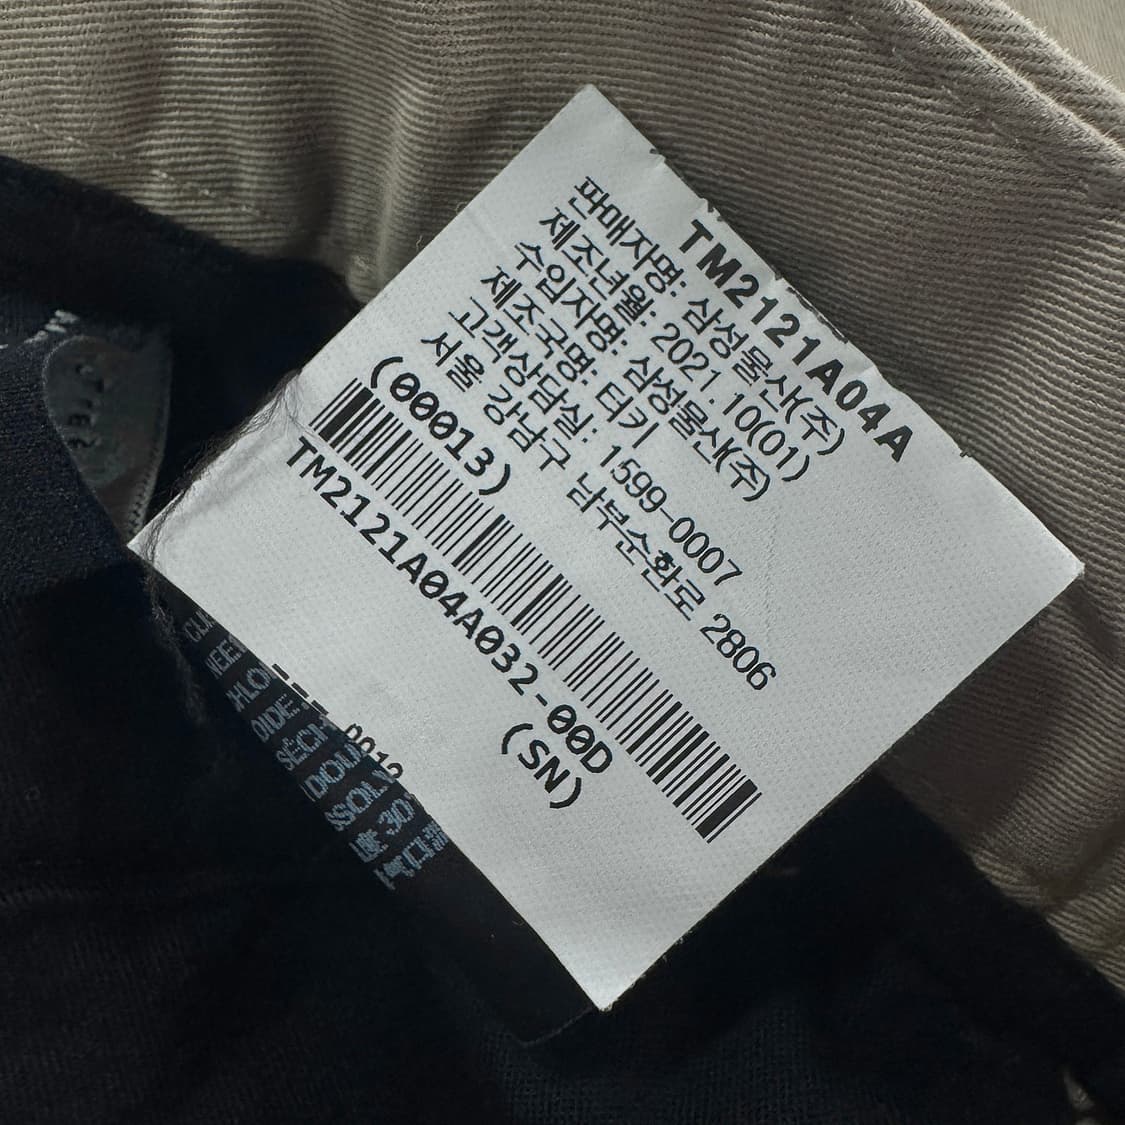 TM2121A04A
판매자명: 삼성물산(주)
제조년월: 2021.10(01)
수입자명: 삼성물산(주)
제조국명: 터키
고객상담실: 1599-0007
서울 강남구 남부순환로 2806
(00013)
TM2121A04A032-00D
(SN)